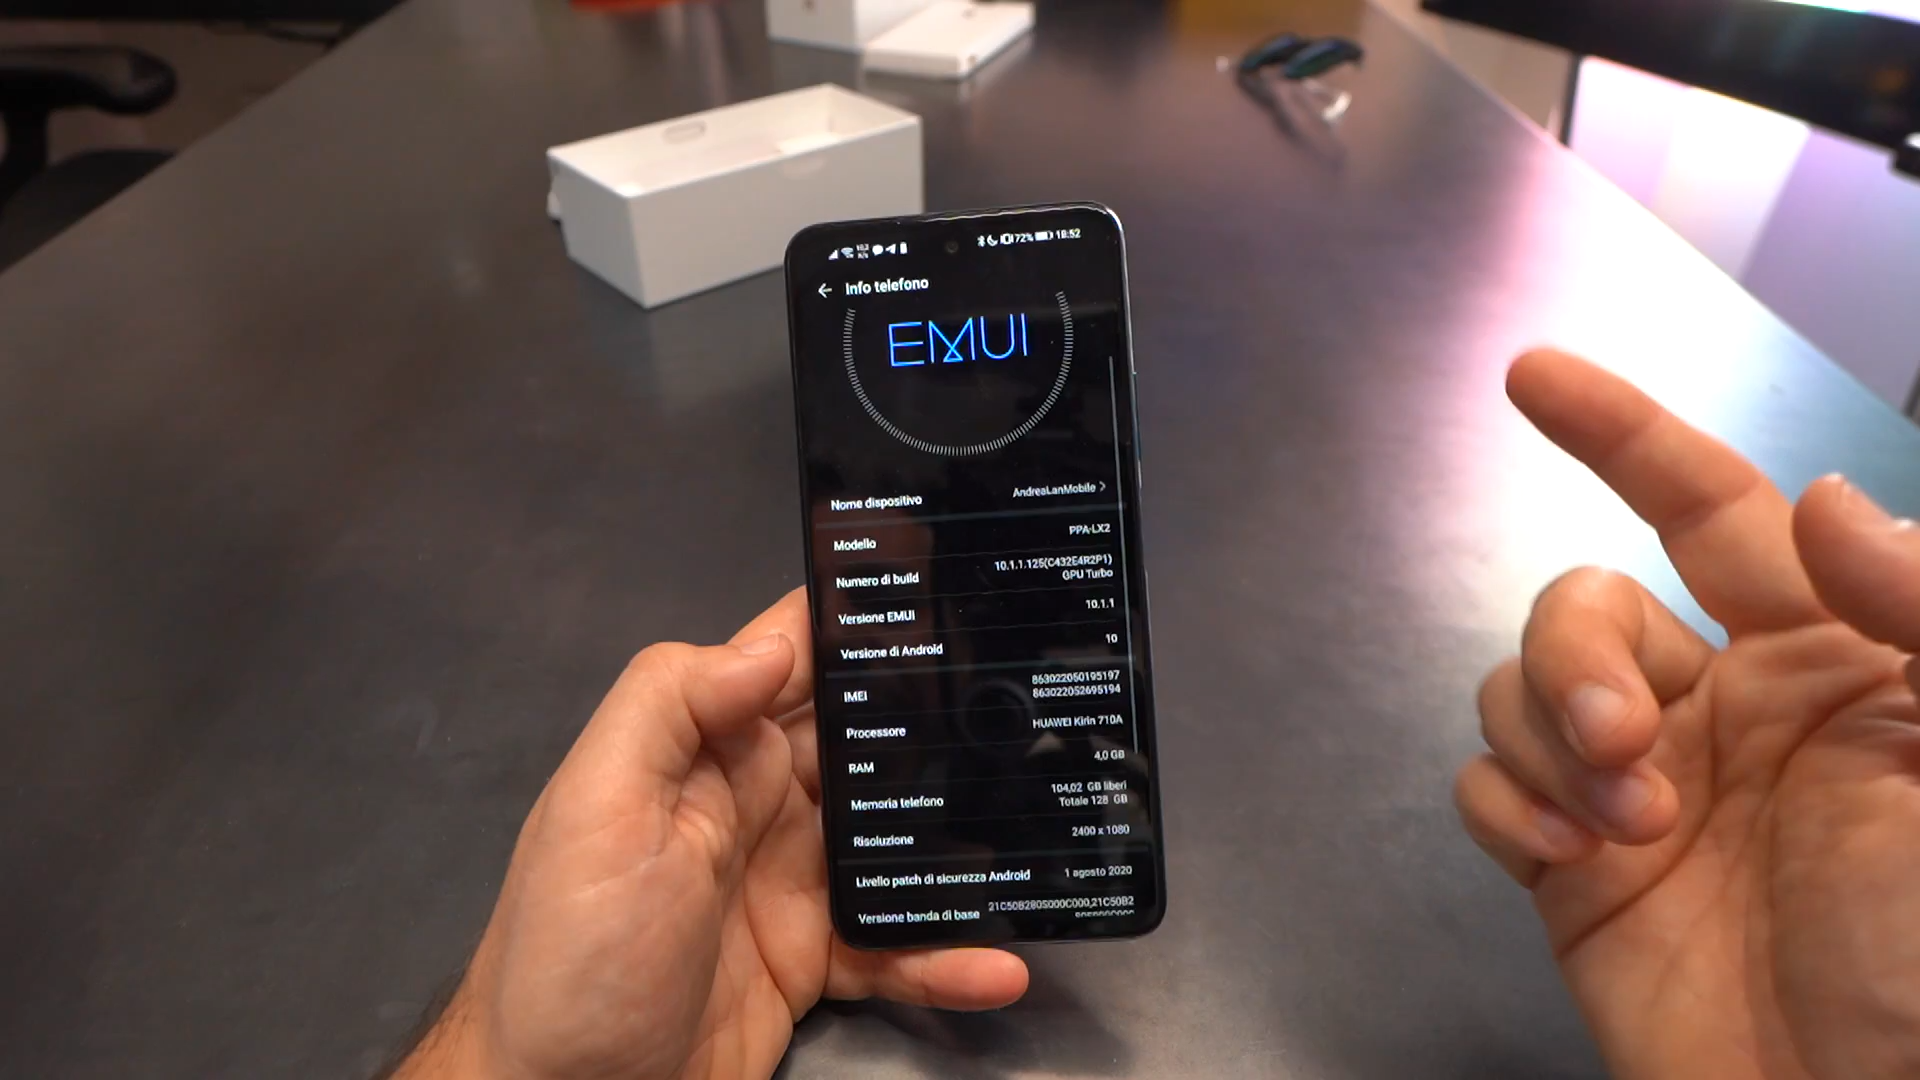 72% 18:52
Info telefono
EMUI
Nome dispositivo AndreaLanMobile
Modello PPA-LX2
Numero di build 10.1.1.125(C432E4R2P1)
GPU Turbo
Versione EMUI 10.1.1
Versione di Android 10
IMEI 863022050195197
863022052695194
Processore HUAWEI Kirin 710A
RAM 4,0 GB
Memoria telefono 104,02 GB liberi
Totale 128 GB
Risoluzione 2400 x 1080
Livello patch di sicurezza Android 1 agosto 2020
Versione banda di base 21C50B280S000C000,21C50B2